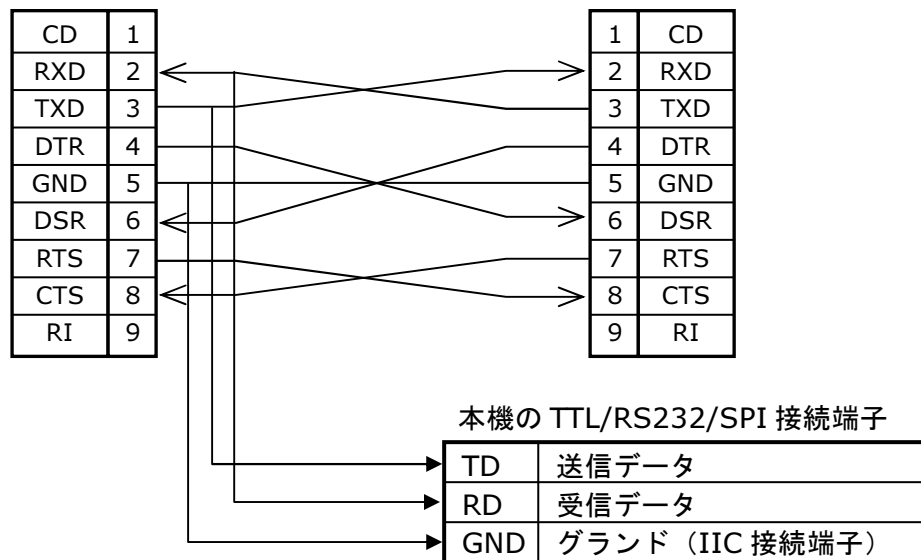 CD 1 1 CD
RXD 2 2 RXD
TXD 3 3 TXD
DTR 4 4 DTR
GND 5 5 GND
DSR 6 6 DSR
RTS 7 7 RTS
CTS 8 8 CTS
RI 9 9 RI
本機の TTL/RS232/SPI 接続端子
TD 送信データ
RD 受信データ
GND グランド（IIC 接続端子）